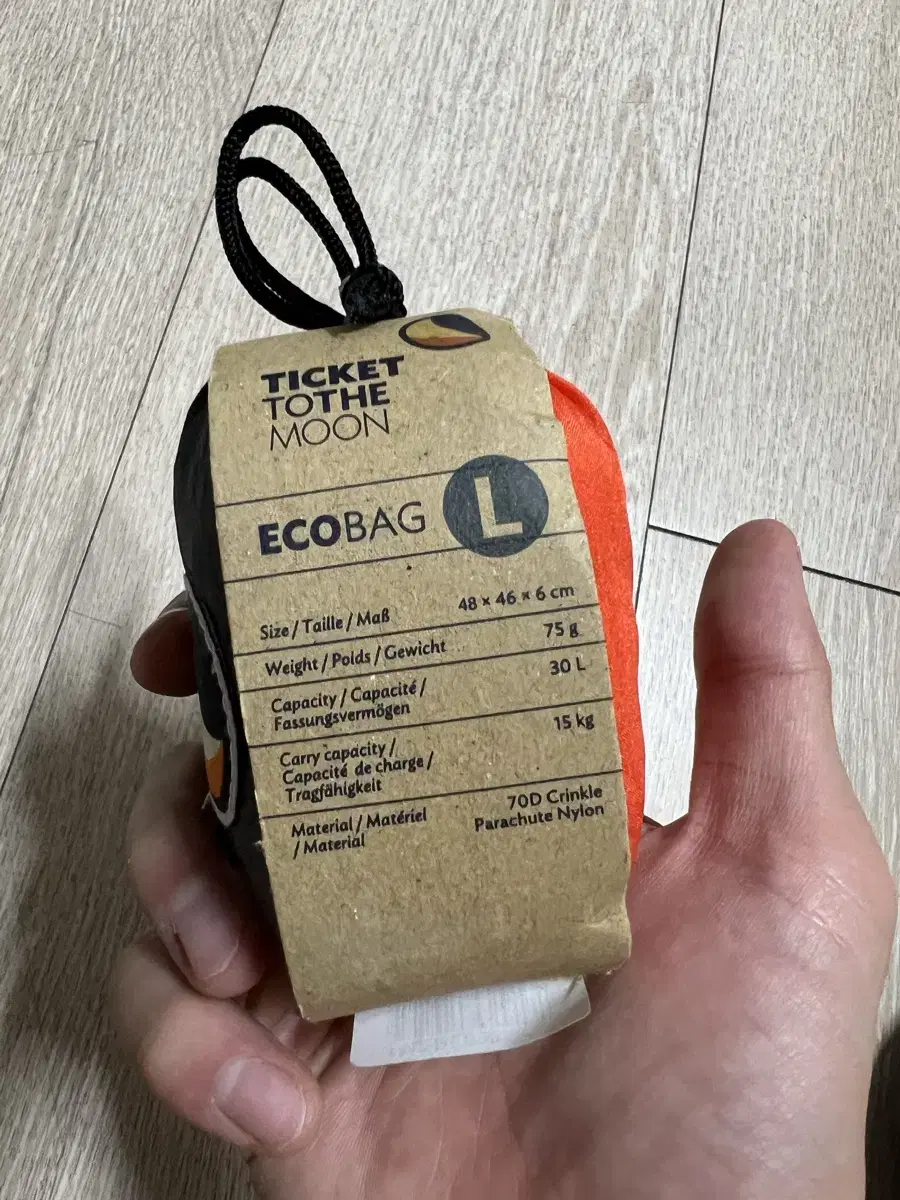 TICKET
TOTHE
MOON
ECOBAG L
Size / Taille / Maß 48 × 46 × 6 cm
Weight / Poids / Gewicht 75 g
Capacity / Capacité / 30 L
Fassungsvermögen
Carry capacity / 15 kg
Capacité de charge /
Tragfähigkeit
Material / Matériel 70D Crinkle
/ Material Parachute Nylon